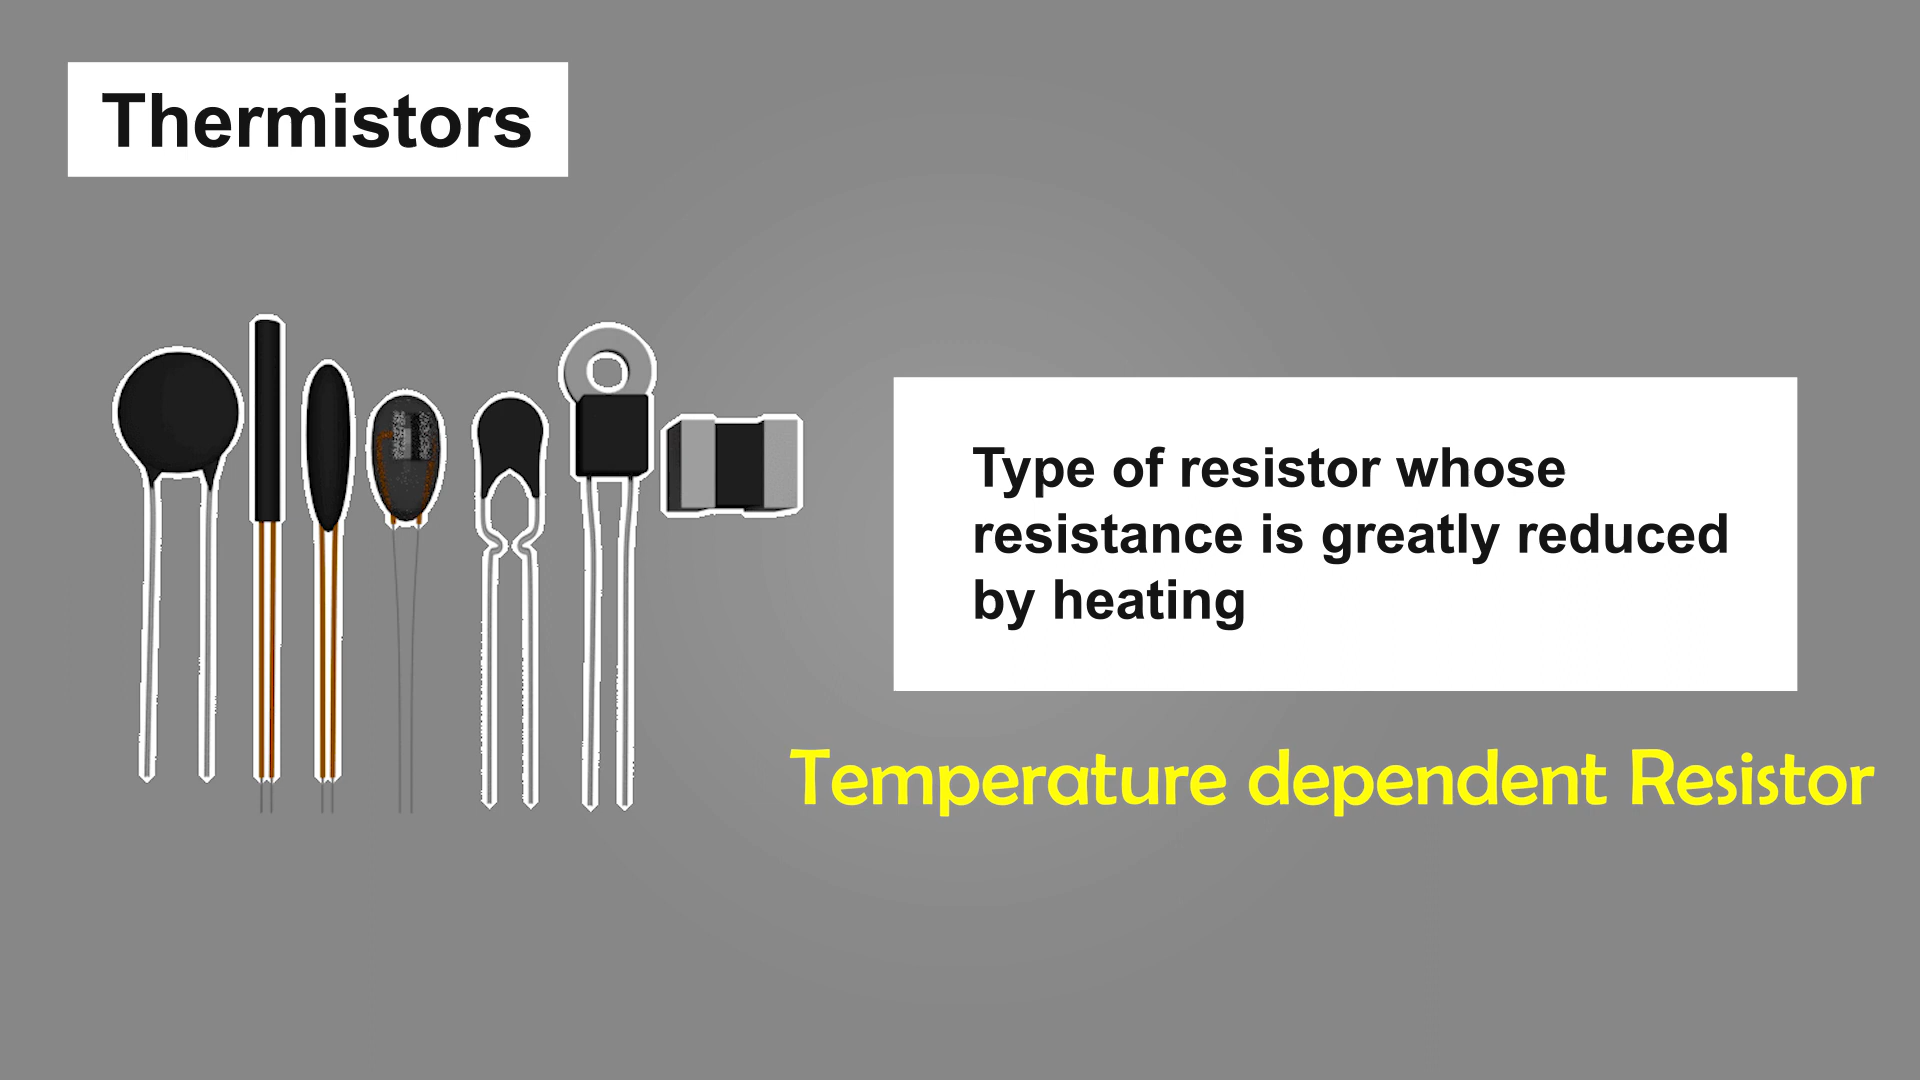 Thermistors
Type of resistor whose
resistance is greatly reduced
by heating
Temperature dependent Resistor